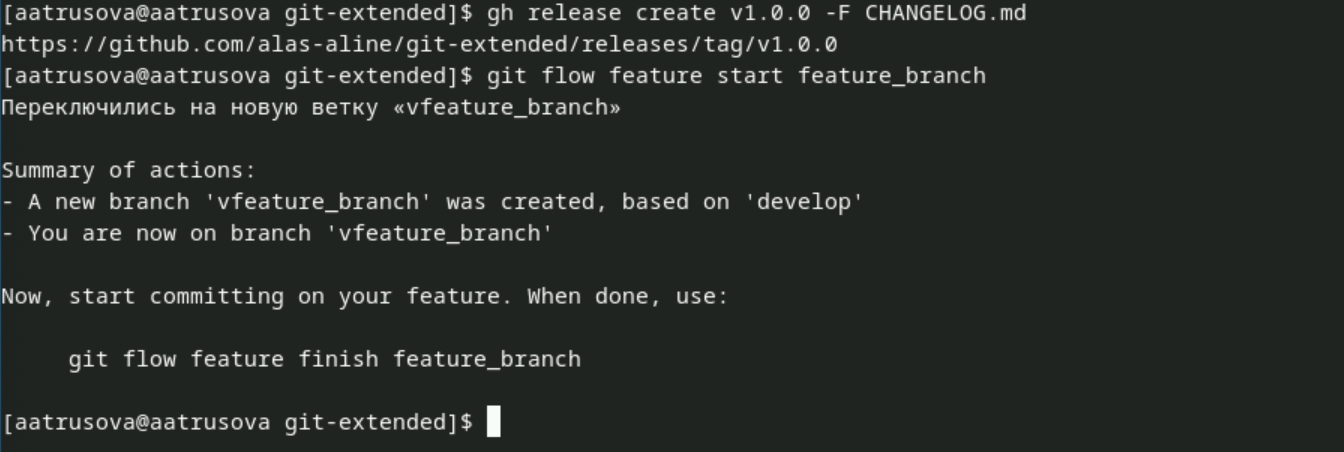 [aatrusova@aatrusova git-extended]$ gh release create v1.0.0 -F CHANGELOG.md
https://github.com/alas-aline/git-extended/releases/tag/v1.0.0
[aatrusova@aatrusova git-extended]$ git flow feature start feature_branch
Переключились на новую ветку «vfeature_branch»
Summary of actions:
- A new branch 'vfeature_branch' was created, based on 'develop'
- You are now on branch 'vfeature_branch'
Now, start committing on your feature. When done, use:
git flow feature finish feature_branch
[aatrusova@aatrusova git-extended]$